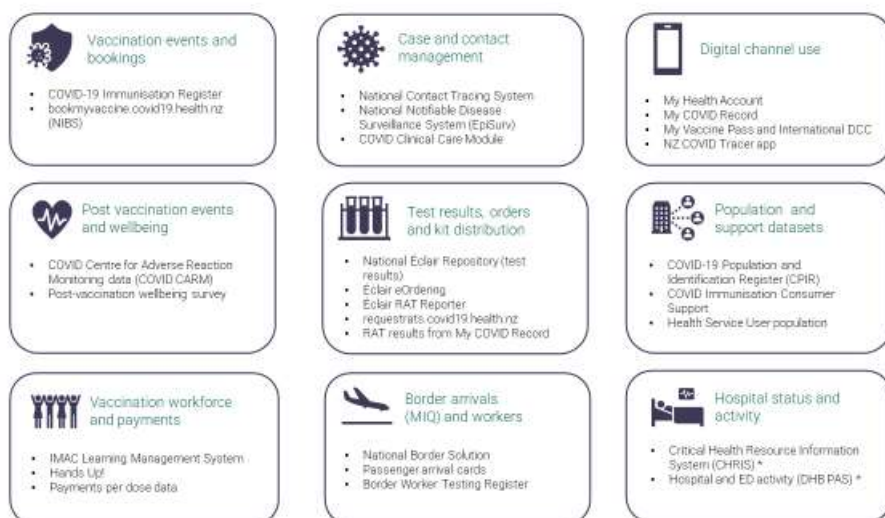 Vaccination events and
bookings
• COVID-19 Immunisation Register
• bookmyvaccine.covid19.health.nz
(NIBS)
Case and contact
management
• National Contact Tracing System
• National Notifiable Disease
Surveillance System (EpiSurv)
• COVID Clinical Care Module
Digital channel use
• My Health Account
• My COVID Record
• My Vaccine Pass and International DCC
• NZ COVID Tracer app
Post vaccination events
and wellbeing
• COVID Centre for Adverse Reaction
Monitoring data (COVID CARM)
• Post-vaccination wellbeing survey
Test results, orders
and kit distribution
• National Éclair Repository (test
results)
• Éclair eOrdering
• Éclair RAT Reporter
• requestrats.covid19.health.nz
• RAT results from My COVID Record
Population and
support datasets
• COVID-19 Population and
Identification Register (CPIR)
• COVID Immunisation Consumer
Support
• Health Service User population
Vaccination workforce
and payments
• IMAC Learning Management System
• Hands Up!
• Payments per dose data
Border arrivals
(MIQ) and workers
• National Border Solution
• Passenger arrival cards
• Border Worker Testing Register
Hospital status and
activity
• Critical Health Resource Information
System (CHRIS) *
• Hospital and ED activity (DHB PAS) *